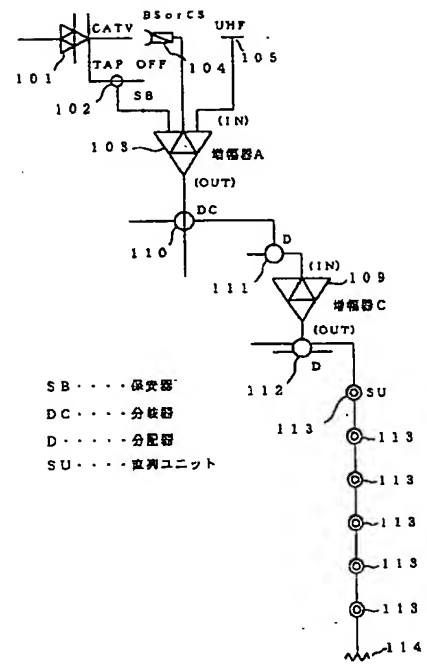 BSorCS
CATV
UHF
101
104
105
TAP OFF
102
SB
(IN)
103
増幅器A
(OUT)
DC
110
D
111
(IN)
109
増幅器C
(OUT)
D
112
SU
113
113
113
113
113
113
114
SB・・・・保安器
DC・・・・分岐器
D・・・・分配器
SU・・・・直列ユニット